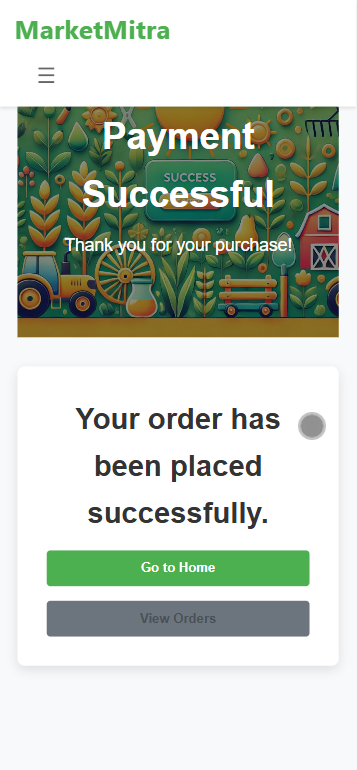 MarketMitra
☰
Payment
SUCCESS
Successful
Thank you for your purchase!
Your order has
been placed
successfully.
Go to Home
View Orders